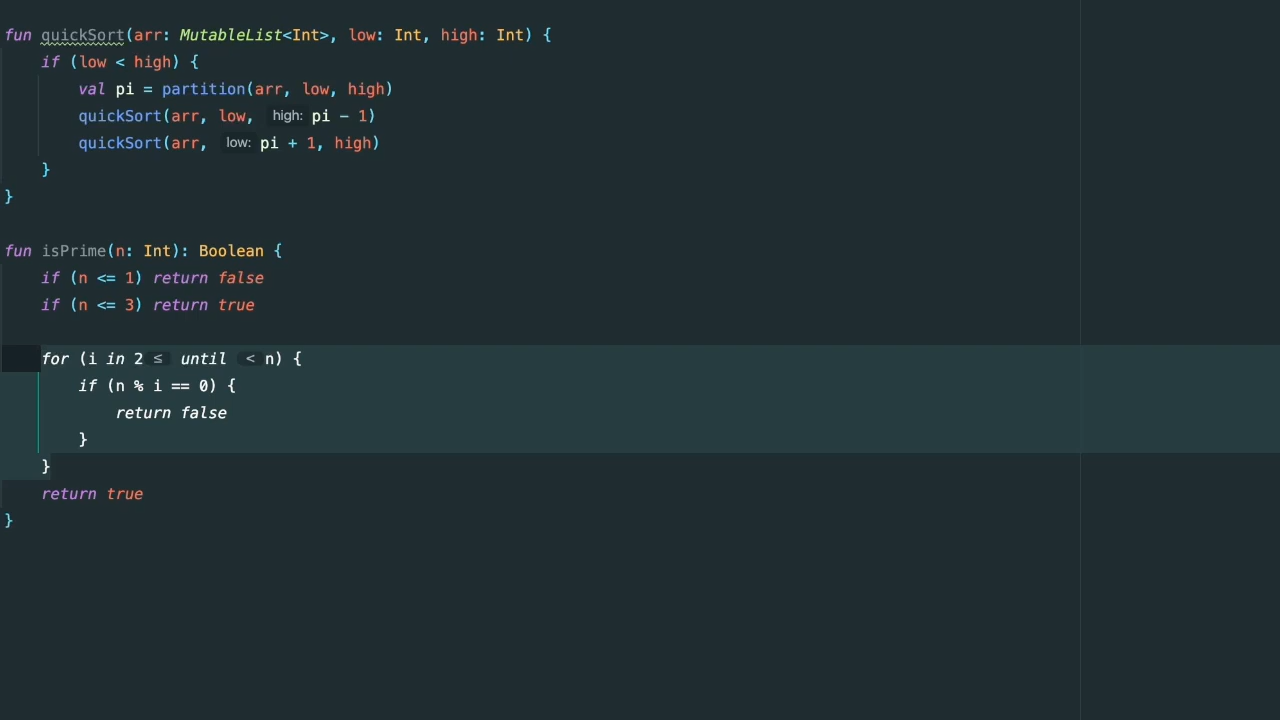 fun quickSort(arr: MutableList<Int>, low: Int, high: Int) {
    if (low < high) {
        val pi = partition(arr, low, high)
        quickSort(arr, low, high: pi - 1)
        quickSort(arr, low: pi + 1, high)
    }
}

fun isPrime(n: Int): Boolean {
    if (n <= 1) return false
    if (n <= 3) return true

    for (i in 2 ≤ until < n) {
        if (n % i == 0) {
            return false
        }
    }
    return true
}